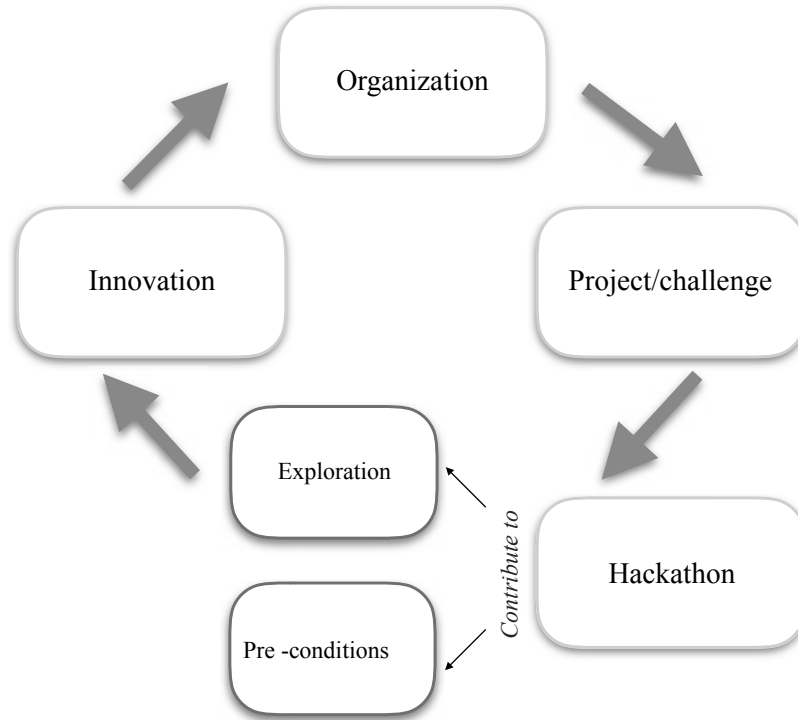 Organization
Innovation
Project/challenge
Exploration
Contribute to
Hackathon
Pre -conditions